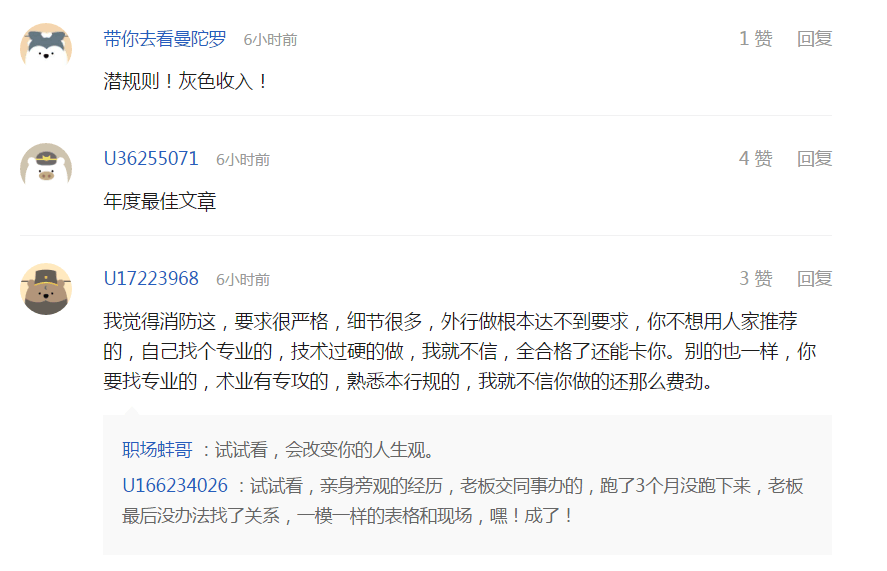 带你去看曼陀罗 6小时前 1 赞 回复
潜规则！灰色收入！
U36255071 6小时前 4 赞 回复
年度最佳文章
U17223968 6小时前 3 赞 回复
我觉得消防这，要求很严格，细节很多，外行做根本达不到要求，你不想用人家推荐
的，自己找个专业的，技术过硬的做，我就不信，全合格了还能卡你。别的也一样，你
要找专业的，术业有专攻的，熟悉本行规的，我就不信你做的还那么费劲。
职场蛙哥 ：试试看，会改变你的人生观。
U166234026 ：试试看，亲身旁观的经历，老板交同事办的，跑了3个月没跑下来，老板
最后没办法找了关系，一模一样的表格和现场，嘿！成了！